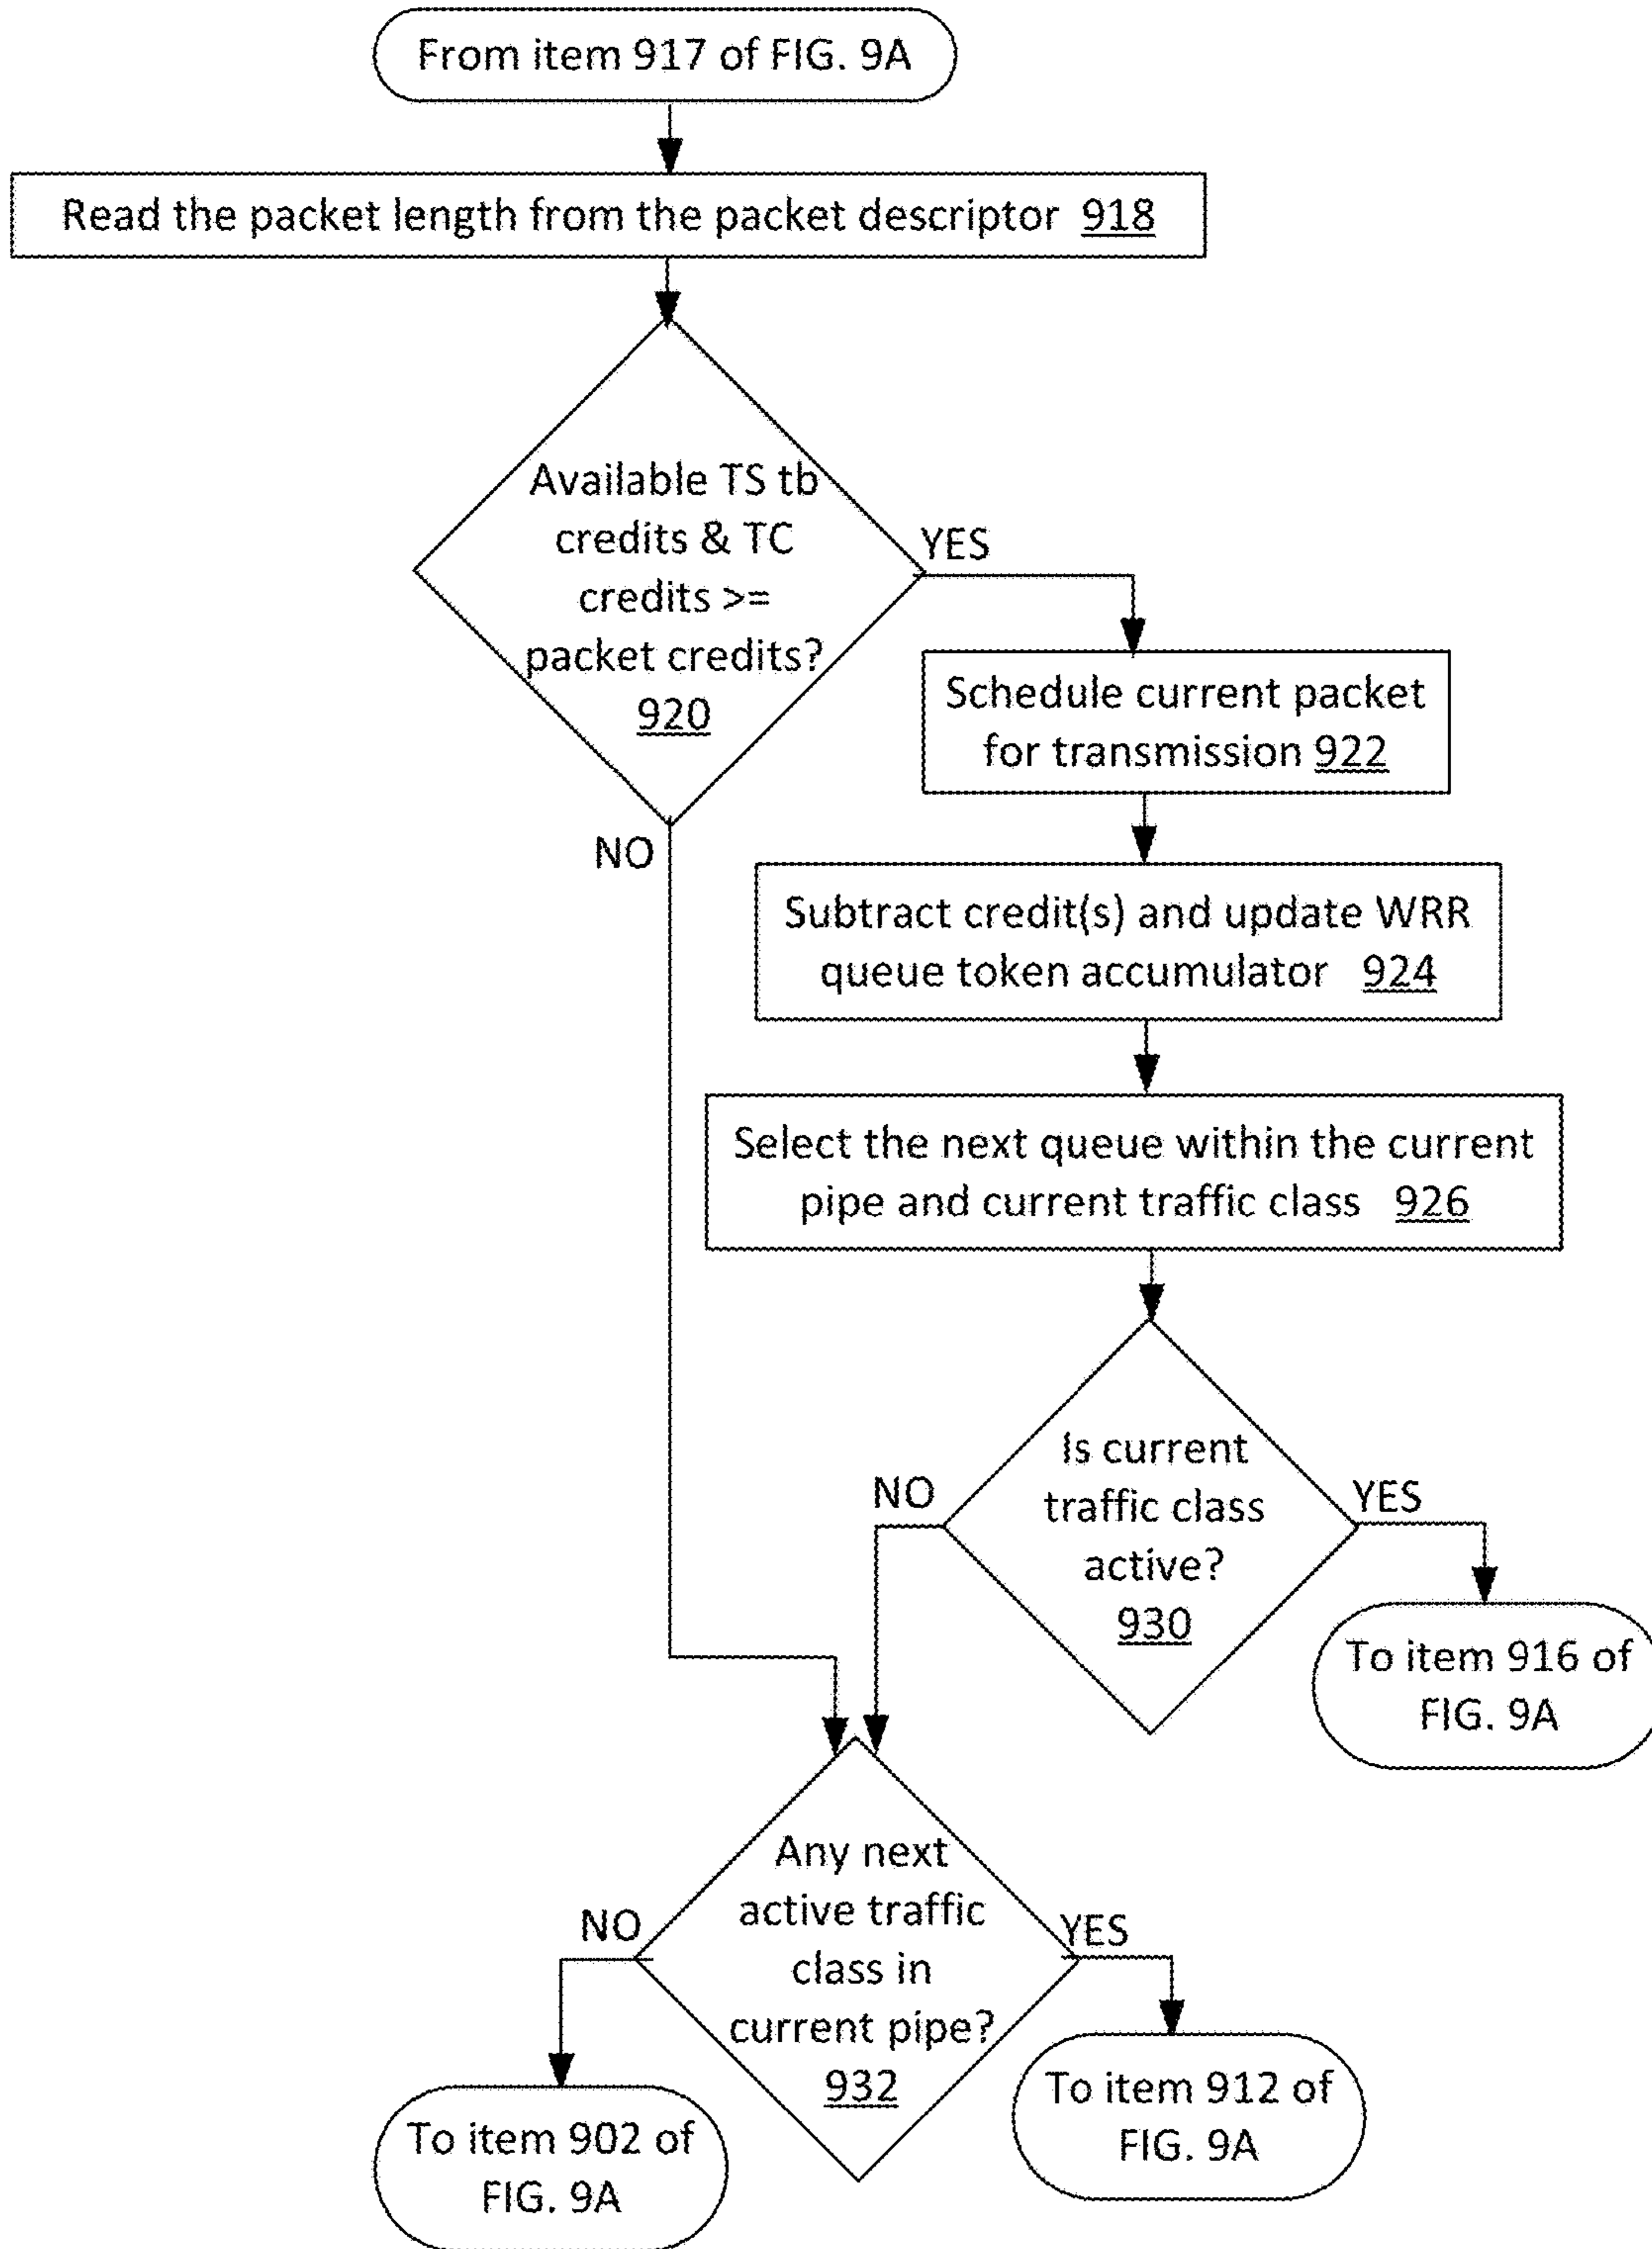 From item 917 of FIG. 9A
Read the packet length from the packet descriptor 918
Available TS tb
credits & TC
credits >=
packet credits?
920
YES
NO
Schedule current packet
for transmission 922
Subtract credit(s) and update WRR
queue token accumulator 924
Select the next queue within the current
pipe and current traffic class 926
Is current
traffic class
active?
930
NO
YES
To item 916 of
FIG. 9A
Any next
active traffic
class in
current pipe?
932
NO
YES
To item 902 of
FIG. 9A
To item 912 of
FIG. 9A